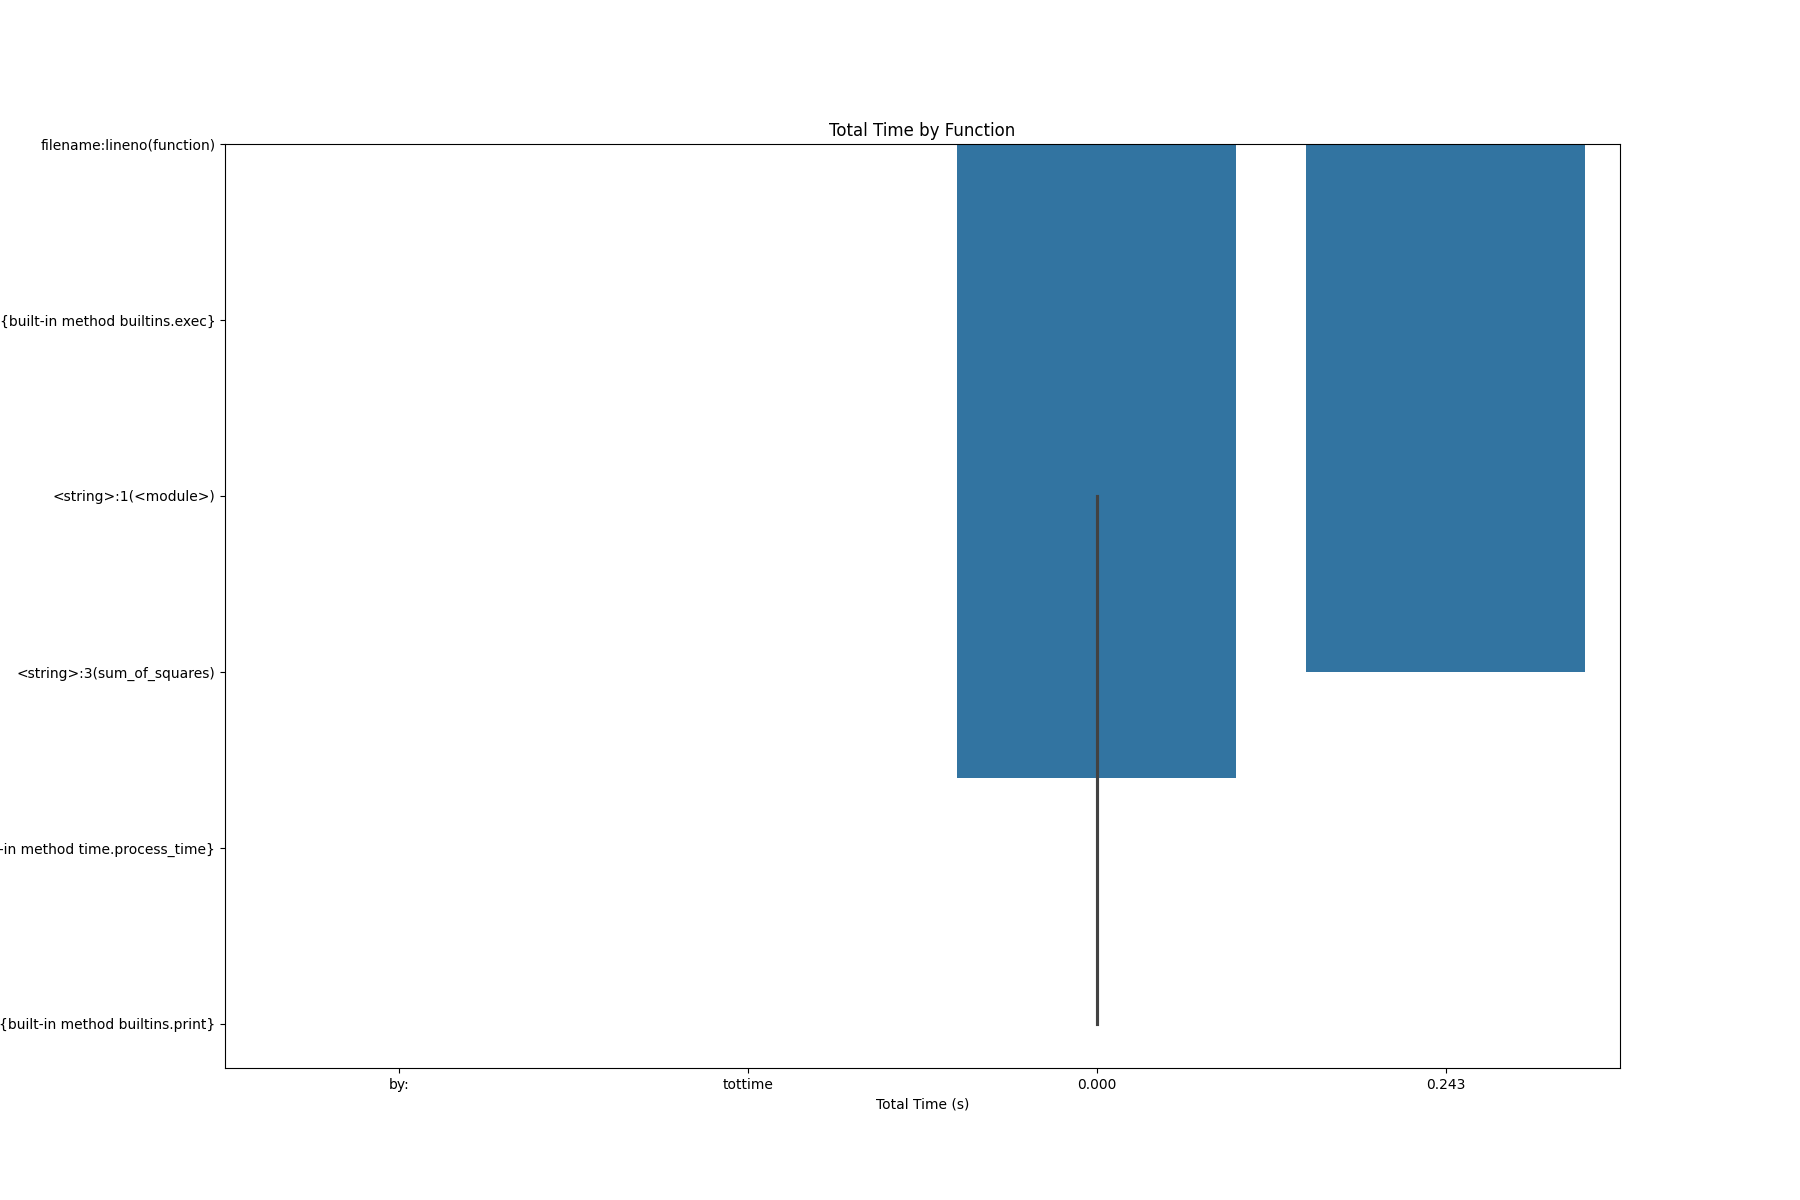 Total Time by Function
filename:lineno(function)
{built-in method builtins.exec}
<string>:1(<module>)
<string>:3(sum_of_squares)
-in method time.process_time}
{built-in method builtins.print}
by:
tottime
0.000
0.243
Total Time (s)